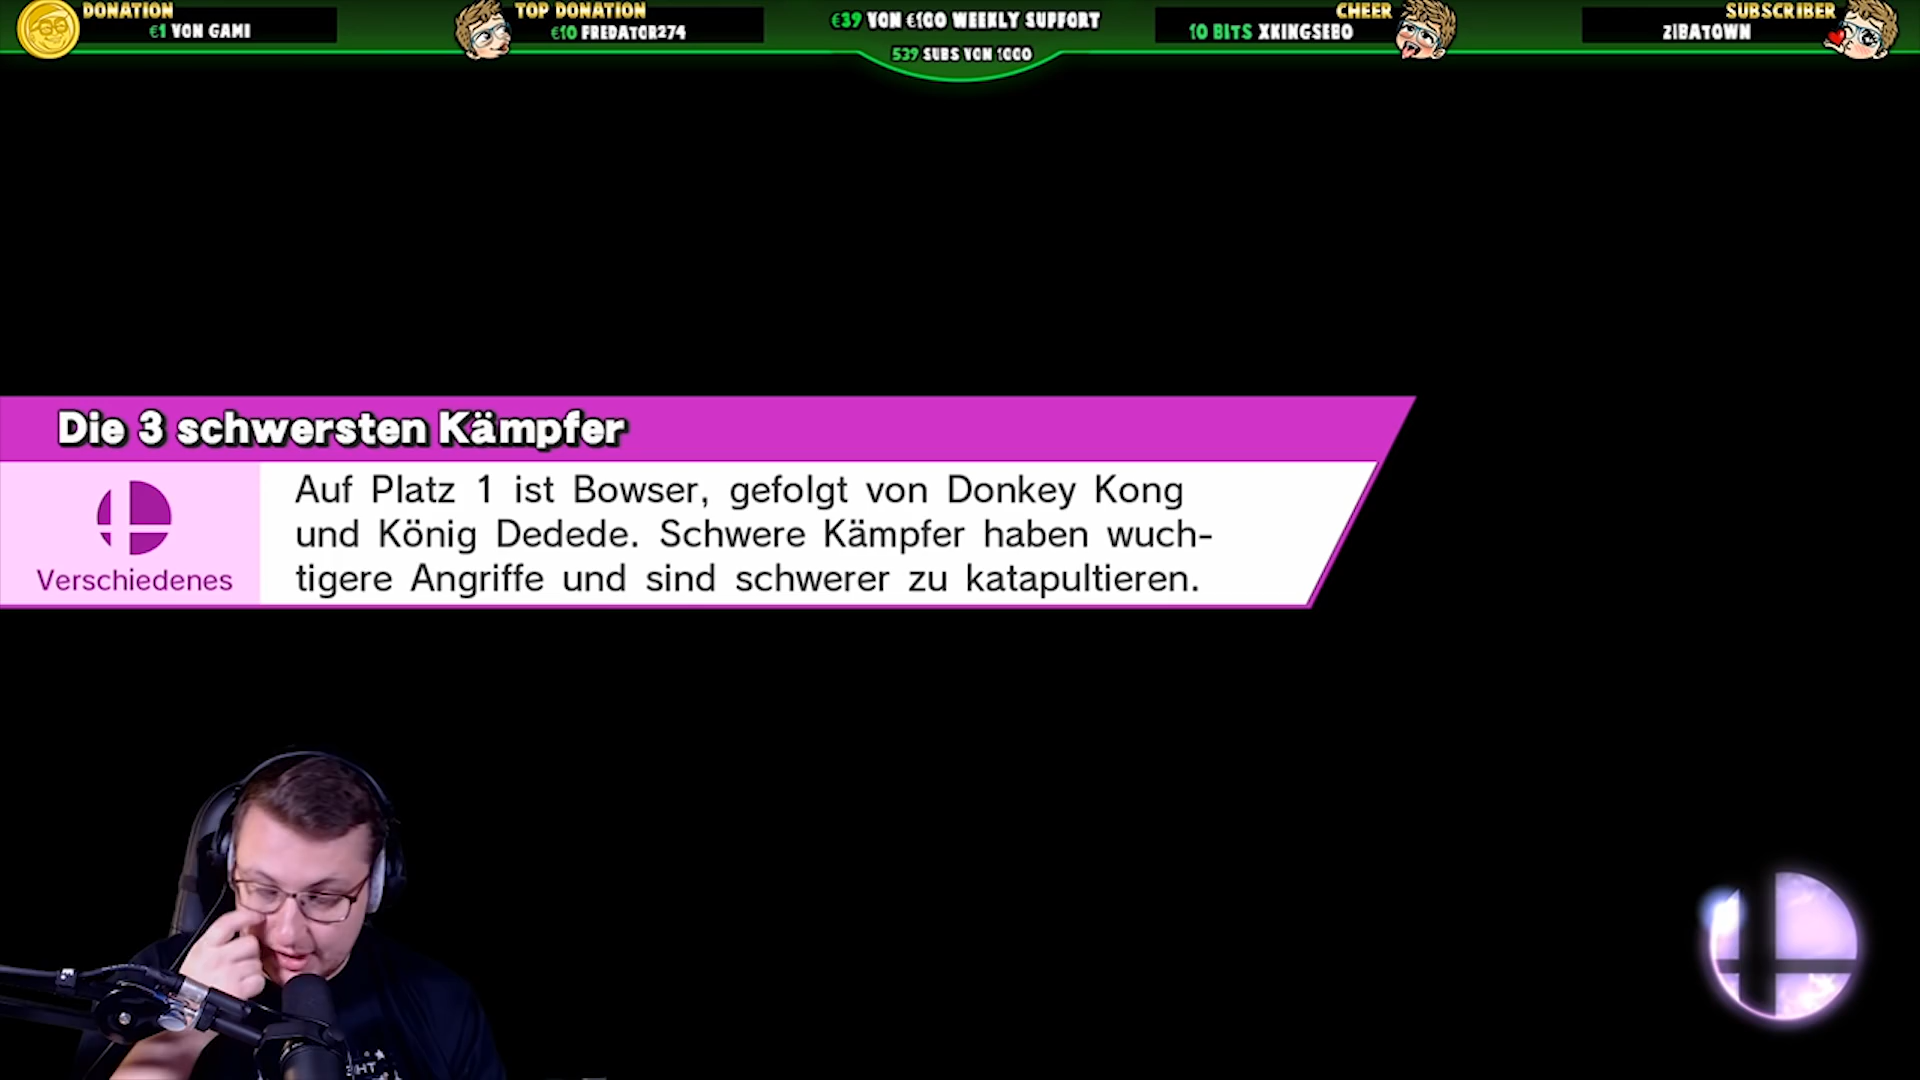 DONATION
€1 VON GAMI
TOP DONATION
€10 FREDATOR274
€39 VON €100 WEEKLY SUPPORT
539 SUBS VON 1000
CHEER
10 BITS XKINGSEBO
SUBSCRIBER
ZIBATOWN
Die 3 schwersten Kämpfer
Verschiedenes
Auf Platz 1 ist Bowser, gefolgt von Donkey Kong
und König Dedede. Schwere Kämpfer haben wuch-
tigere Angriffe und sind schwerer zu katapultieren.